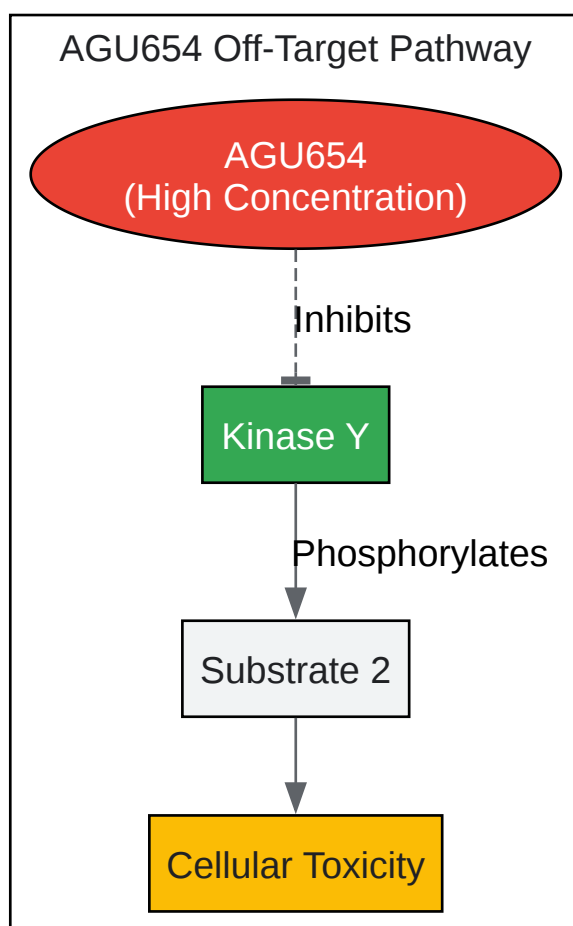 AGU654 Off-Target Pathway
AGU654
(High Concentration)
Inhibits
Kinase Y
Phosphorylates
Substrate 2
Cellular Toxicity